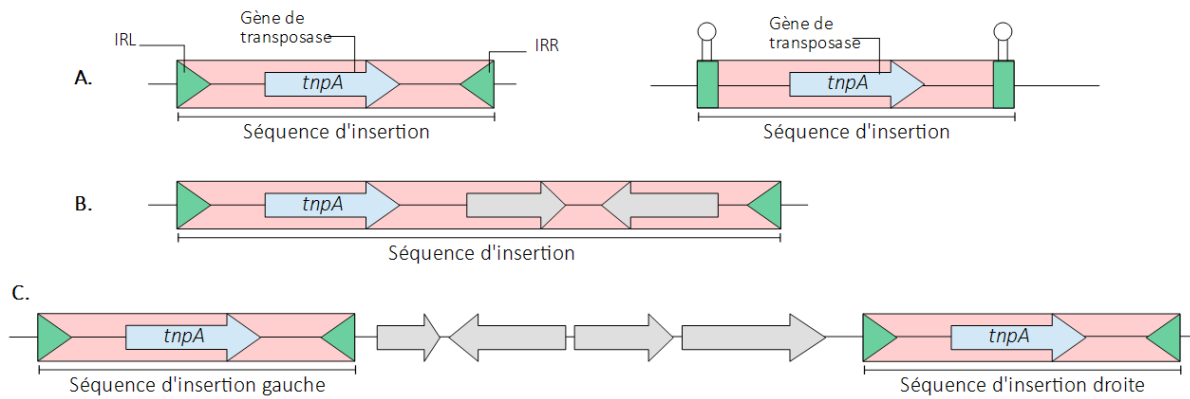 IRL
Gène de
transposase
IRR
A.
tnpA
Séquence d'insertion
Gène de
transposase
tnpA
Séquence d'insertion
B.
tnpA
Séquence d'insertion
C.
tnpA
Séquence d'insertion gauche
tnpA
Séquence d'insertion droite